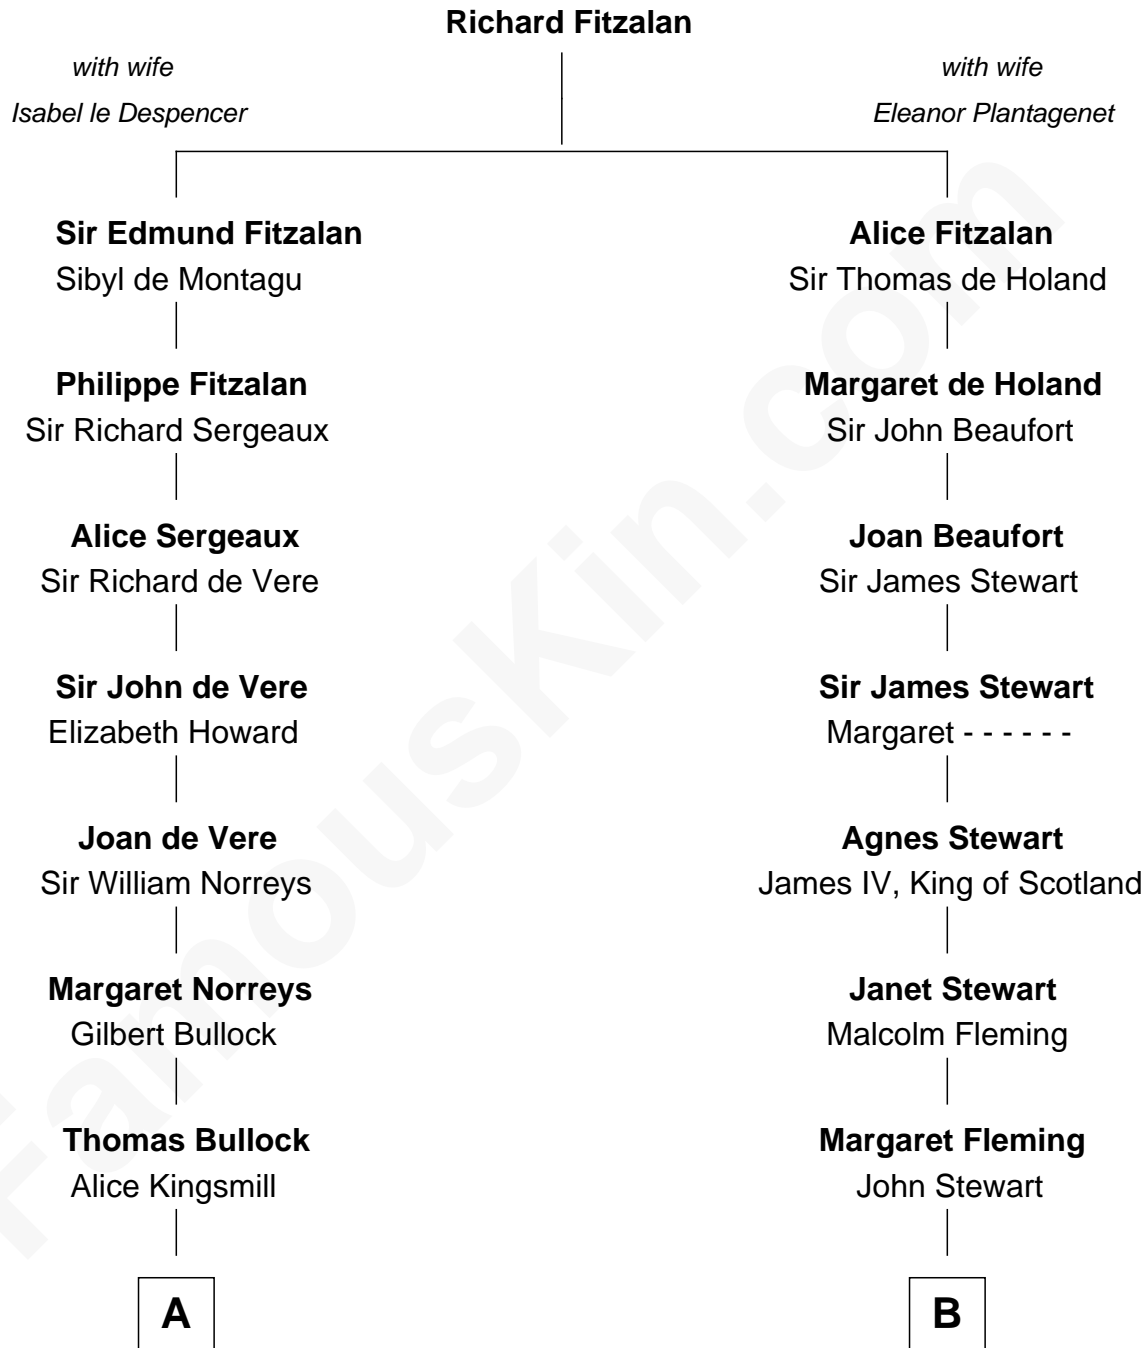 Richard Fitzalan
with wife
Isabel le Despencer
with wife
Eleanor Plantagenet
Sir Edmund Fitzalan
Sibyl de Montagu
Alice Fitzalan
Sir Thomas de Holand
Philippe Fitzalan
Sir Richard Sergeaux
Margaret de Holand
Sir John Beaufort
Alice Sergeaux
Sir Richard de Vere
Joan Beaufort
Sir James Stewart
Sir John de Vere
Elizabeth Howard
Sir James Stewart
Margaret - - - - - -
Joan de Vere
Sir William Norreys
Agnes Stewart
James IV, King of Scotland
Margaret Norreys
Gilbert Bullock
Janet Stewart
Malcolm Fleming
Thomas Bullock
Alice Kingsmill
Margaret Fleming
John Stewart
A
B
FamousKin.com